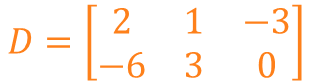 D = [ 2 1 −3
−6 3 0 ]